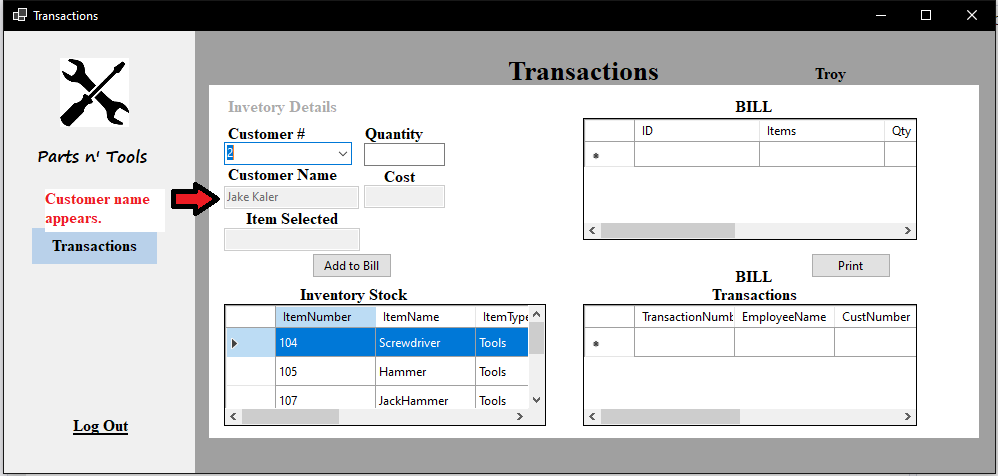 Transactions
Transactions
Troy
Parts n' Tools
Customer name
appears.
Transactions
Log Out
Invetory Details
Customer #
Quantity
2
Customer Name
Cost
Jake Kaler
Item Selected
Add to Bill
Inventory Stock
ItemNumber ItemName ItemType
104 Screwdriver Tools
105 Hammer Tools
107 JackHammer Tools
BILL
ID Items Qty
Print
BILL
Transactions
TransactionNumb EmployeeName CustNumber